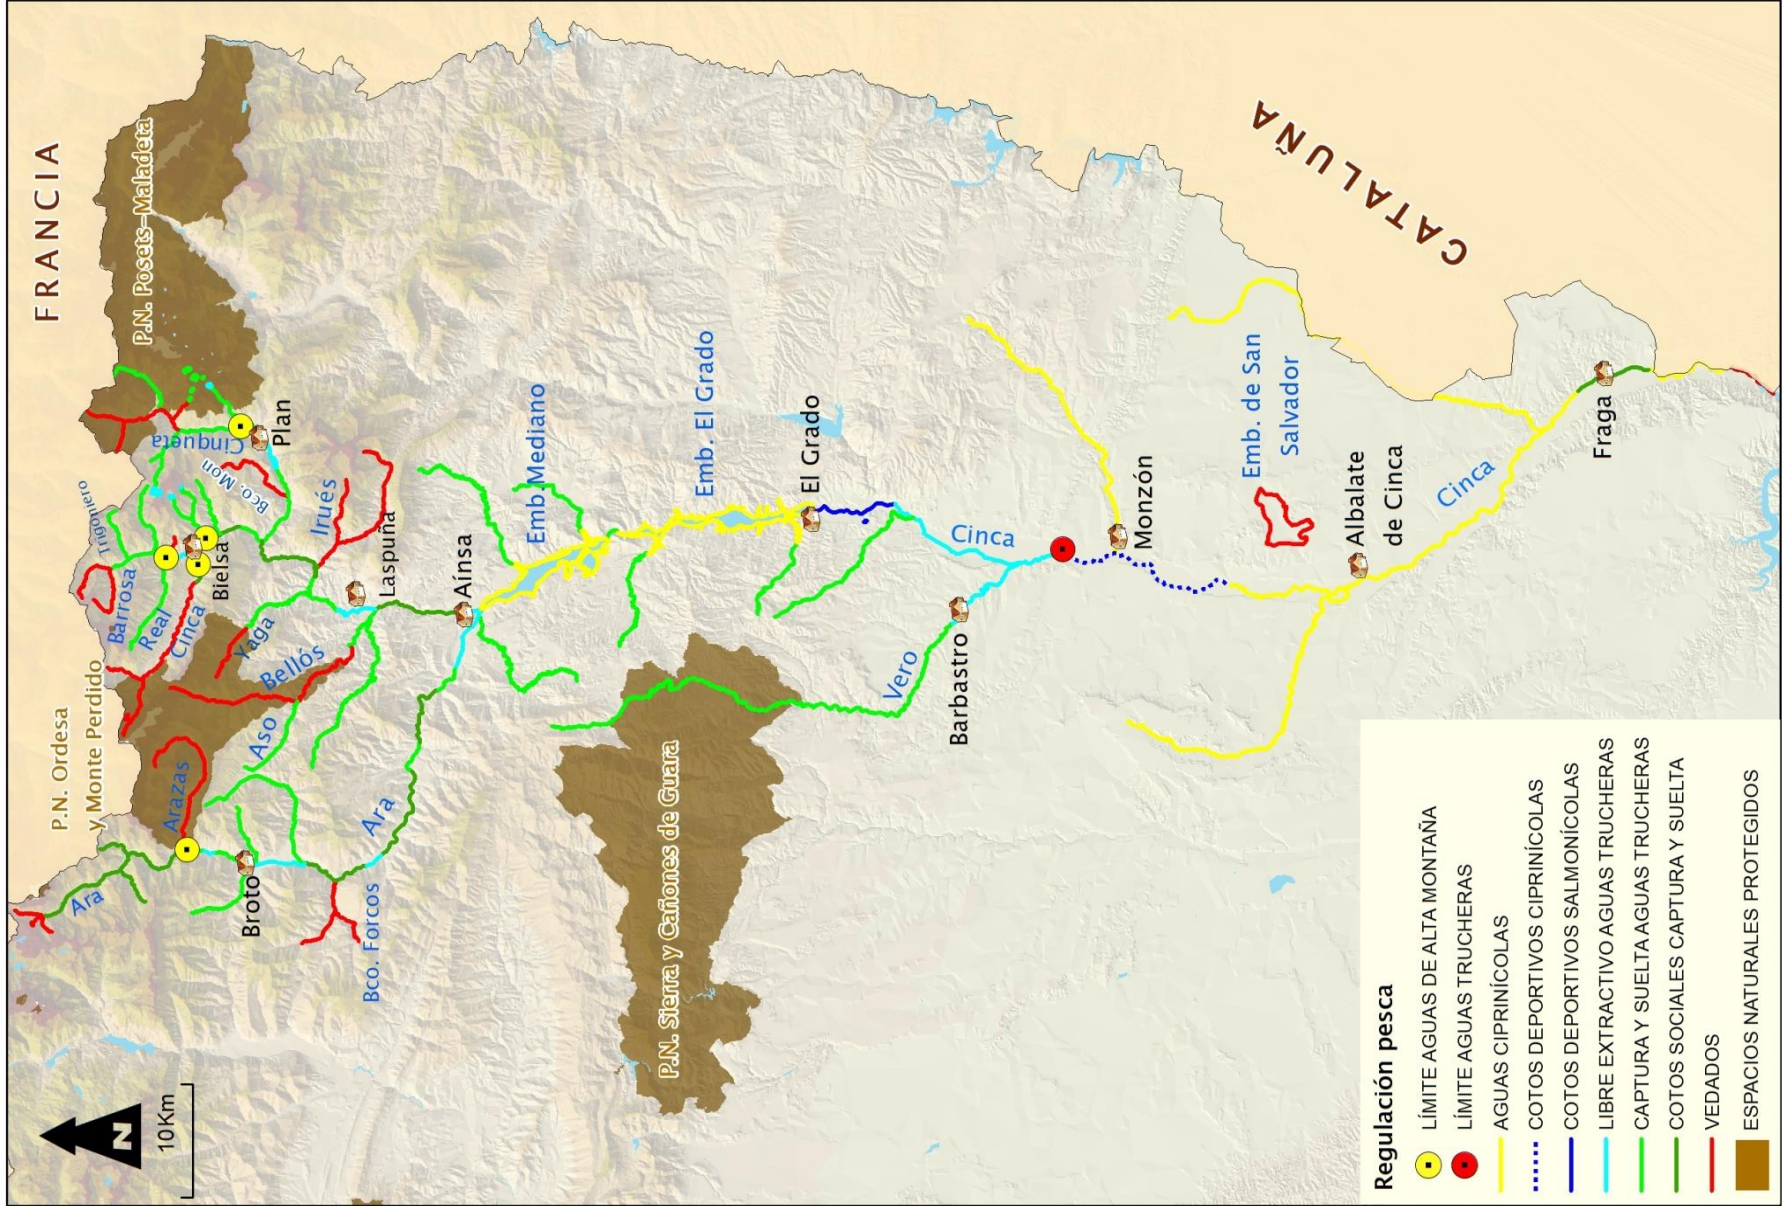 FRANCIA
P.N. Posets-Maladeta
P.N. Ordesa
y Monte Perdido
CATALUÑA
N
10Km
Trigoniero
Barrosa
Real
Cinca
Bielsa
Cinqueta
Plan
Bco. Mon
Irués
Yaga
Bellós
Laspuña
Aso
Arazas
Ara
Broto
Bco. Forcos
Ara
Aínsa
Emb.Mediano
Emb. El Grado
El Grado
P.N. Sierra y Cañones de Guara
Vero
Cinca
Barbastro
Monzón
Emb. de San
Salvador
Albalate
de Cinca
Cinca
Fraga
Regulación pesca
LÍMITE AGUAS DE ALTA MONTAÑA
LÍMITE AGUAS TRUCHERAS
AGUAS CIPRINÍCOLAS
COTOS DEPORTIVOS CIPRINÍCOLAS
COTOS DEPORTIVOS SALMONÍCOLAS
LIBRE EXTRACTIVO AGUAS TRUCHERAS
CAPTURA Y SUELTA AGUAS TRUCHERAS
COTOS SOCIALES CAPTURA Y SUELTA
VEDADOS
ESPACIOS NATURALES PROTEGIDOS